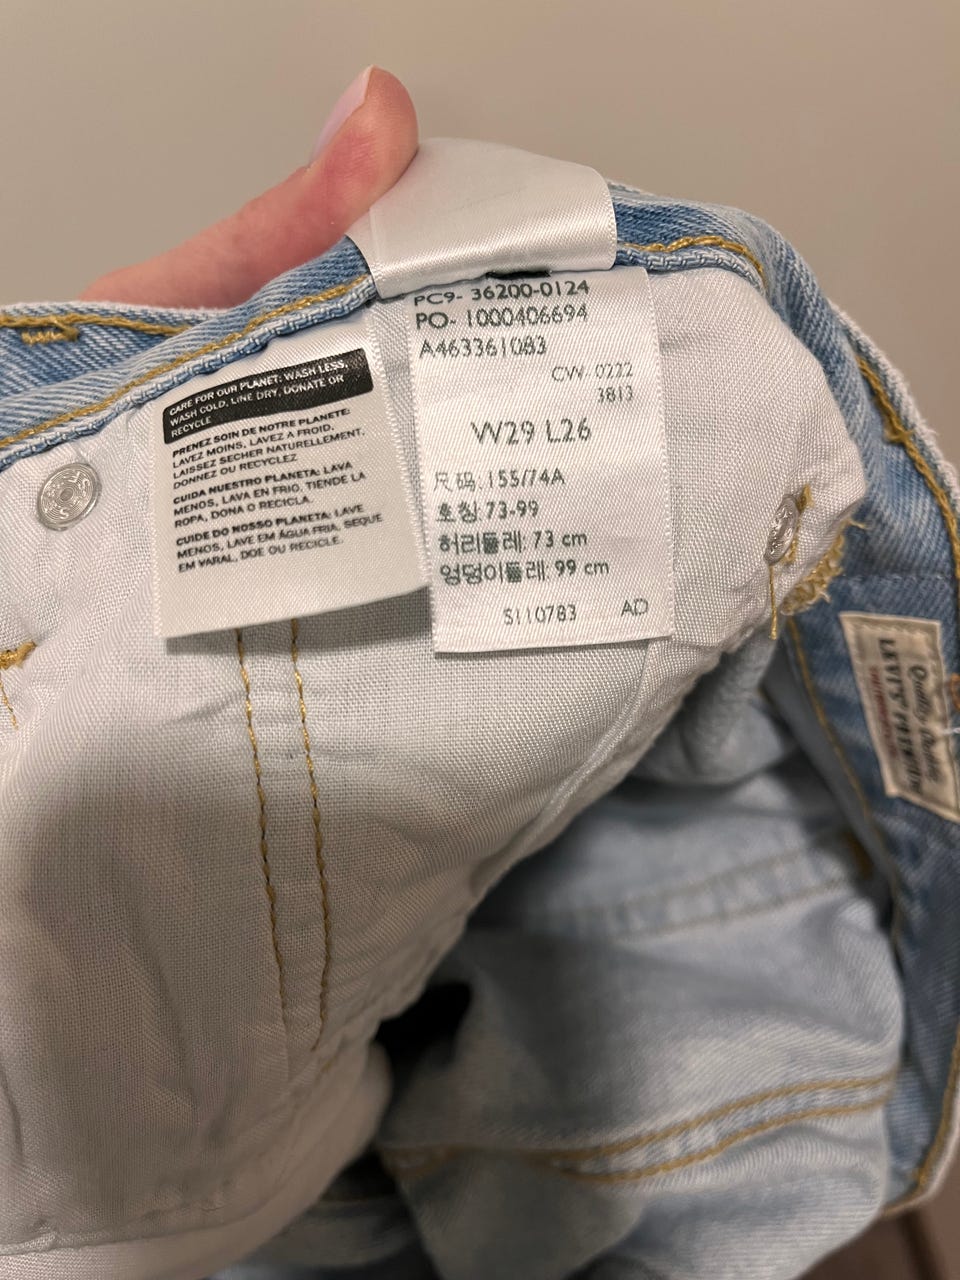 CARE FOR OUR PLANET: WASH LESS,
WASH COLD, LINE DRY, DONATE OR
RECYCLE
PRENEZ SOIN DE NOTRE PLANETE:
LAVEZ MOINS, LAVEZ A FROID,
LAISSEZ SECHER NATURELLEMENT,
DONNEZ OU RECYCLEZ
CUIDA NUESTRO PLANETA: LAVA
MENOS, LAVA EN FRIO, TIENDE LA
ROPA, DONA O RECICLA.
CUIDE DO NOSSO PLANETA: LAVE
MENOS, LAVE EM ÁGUA FRIA, SEQUE
EM VARAL, DOE OU RECICLE.
PC9- 36200-0124
PO- 1000406694
A463361083
CW- 0222
3813
W29 L26
尺码: 155/74A
호칭: 73-99
허리둘레: 73 cm
엉덩이둘레: 99 cm
S110783 AD
Quality
LEVI'S PREMIUM